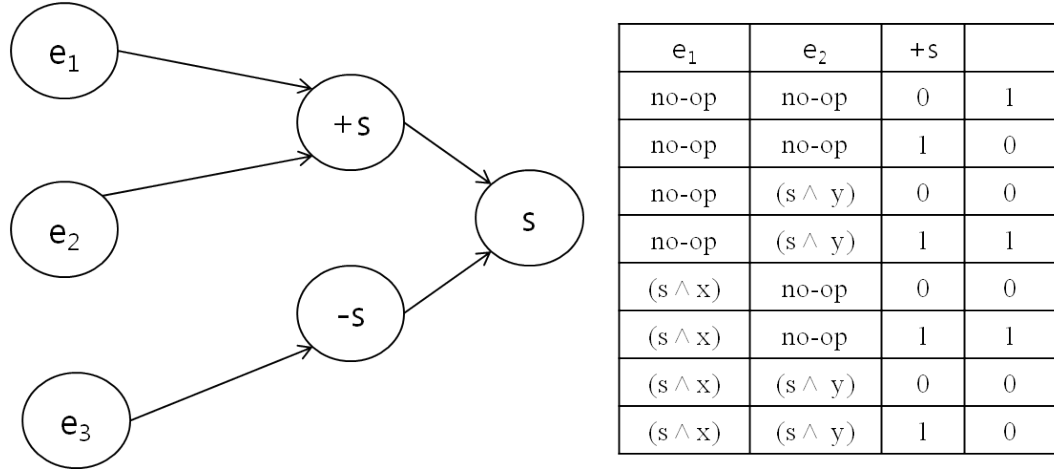 e₁
e₂
+s
s
-s
e₃
e₁ e₂ +s
no-op no-op 0 1
no-op no-op 1 0
no-op (s ∧ y) 0 0
no-op (s ∧ y) 1 1
(s ∧ x) no-op 0 0
(s ∧ x) no-op 1 1
(s ∧ x) (s ∧ y) 0 0
(s ∧ x) (s ∧ y) 1 0